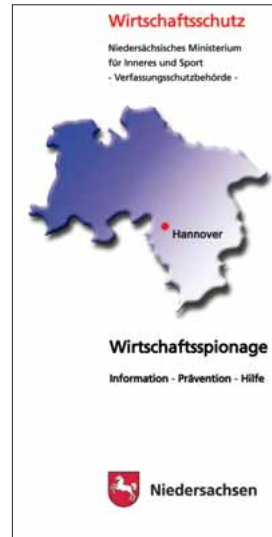 Wirtschaftsschutz
Niedersächsisches Ministerium
für Inneres und Sport
- Verfassungsschutzbehörde -
Hannover
Wirtschaftsspionage
Information - Prävention - Hilfe
Niedersachsen